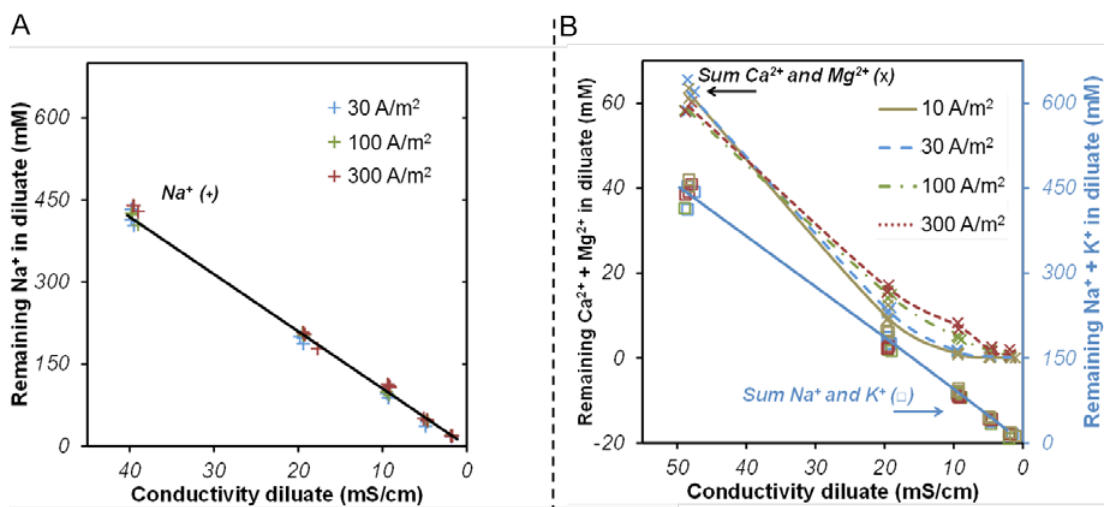 A
Remaining Na⁺ in diluate (mM)
600
450
300
150
0
Na⁺ (+)
30 A/m²
100 A/m²
300 A/m²
40 30 20 10 0
Conductivity diluate (mS/cm)
B
Remaining Ca²⁺ + Mg²⁺ in diluate (mM)
60
40
20
0
-20
Sum Ca²⁺ and Mg²⁺ (x)
10 A/m²
30 A/m²
100 A/m²
300 A/m²
Sum Na⁺ and K⁺ (□)
600
450
300
150
0
Remaining Na⁺ + K⁺ in diluate (mM)
50 40 30 20 10 0
Conductivity diluate (mS/cm)